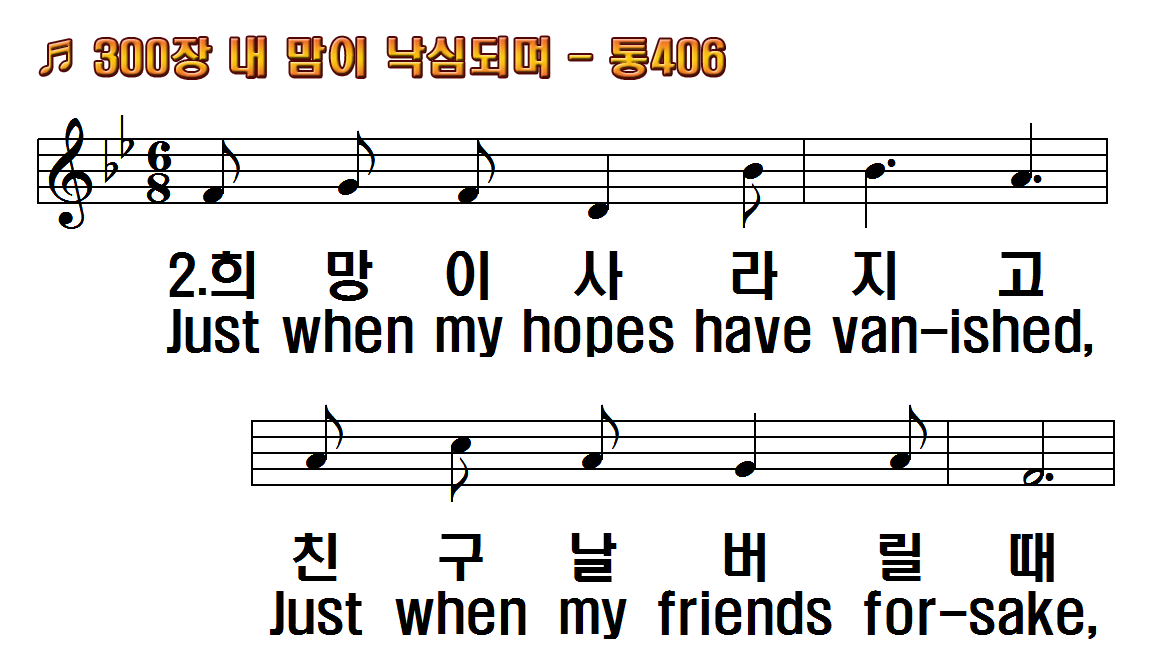 ♬ 300장 내 맘이 낙심되며 - 통406
6
8
2.희 망 이 사 라 지 고
Just when my hopes have van-ished,
친 구 날 버 릴 때
Just when my friends for-sake,